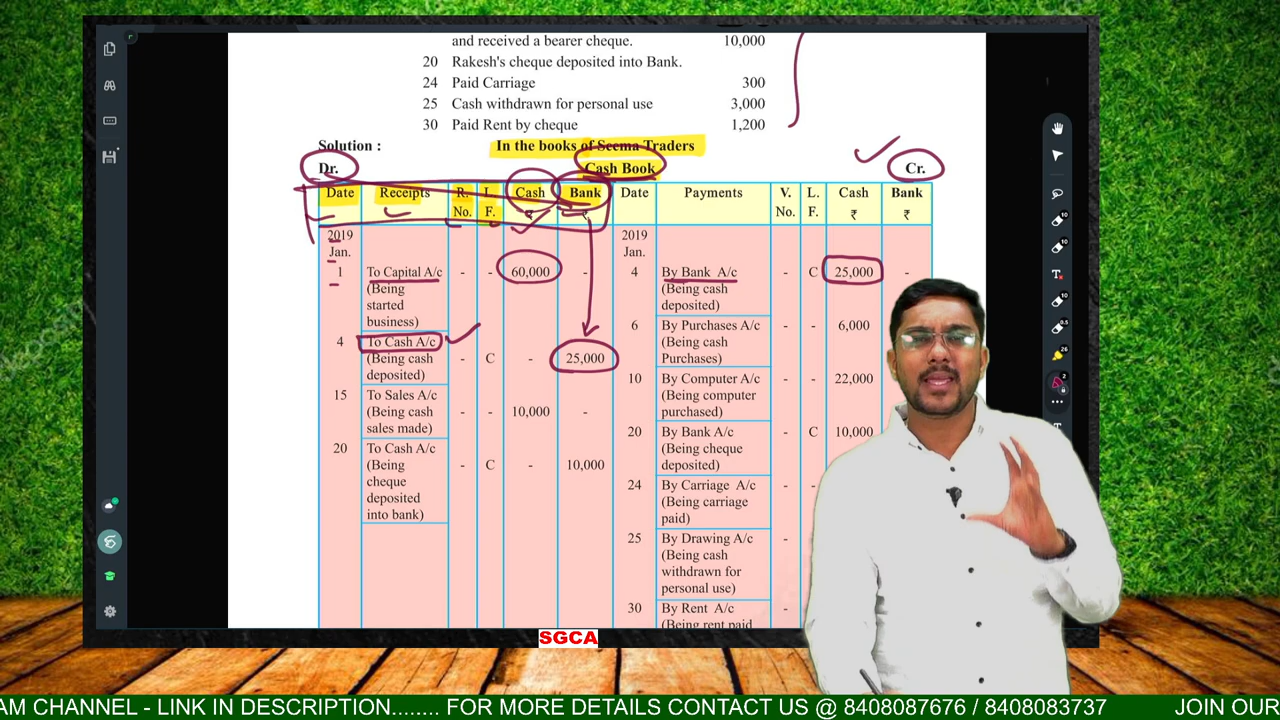 and received a bearer cheque. 10,000
20 Rakesh's cheque deposited into Bank.
24 Paid Carriage 300
25 Cash withdrawn for personal use 3,000
30 Paid Rent by cheque 1,200
Solution : In the books of Seema Traders
Dr. Cash Book Cr.
Date Receipts R. L. Cash Bank Date Payments V. L. Cash Bank
No. F. ₹ ₹ No. F. ₹ ₹
2019 2019
Jan. Jan.
1 To Capital A/c - - 60,000 - 4 By Bank A/c - C 25,000 -
(Being (Being cash
started deposited)
business) 6 By Purchases A/c - - 6,000
4 To Cash A/c (Being cash
(Being cash - C - 25,000 Purchases)
deposited) 10 By Computer A/c - - 22,000
15 To Sales A/c (Being computer
(Being cash - - 10,000 - purchased)
sales made) 20 By Bank A/c - C 10,000
20 To Cash A/c (Being cheque
(Being - C - 10,000 deposited)
cheque 24 By Carriage A/c - -
deposited (Being carriage
into bank) paid)
25 By Drawing A/c -
(Being cash
withdrawn for
personal use)
30 By Rent A/c -
(Being rent paid
SGCA
AM CHANNEL - LINK IN DESCRIPTION........ FOR MORE DETAILS CONTACT US @ 8408087676 / 8408083737 JOIN OUR